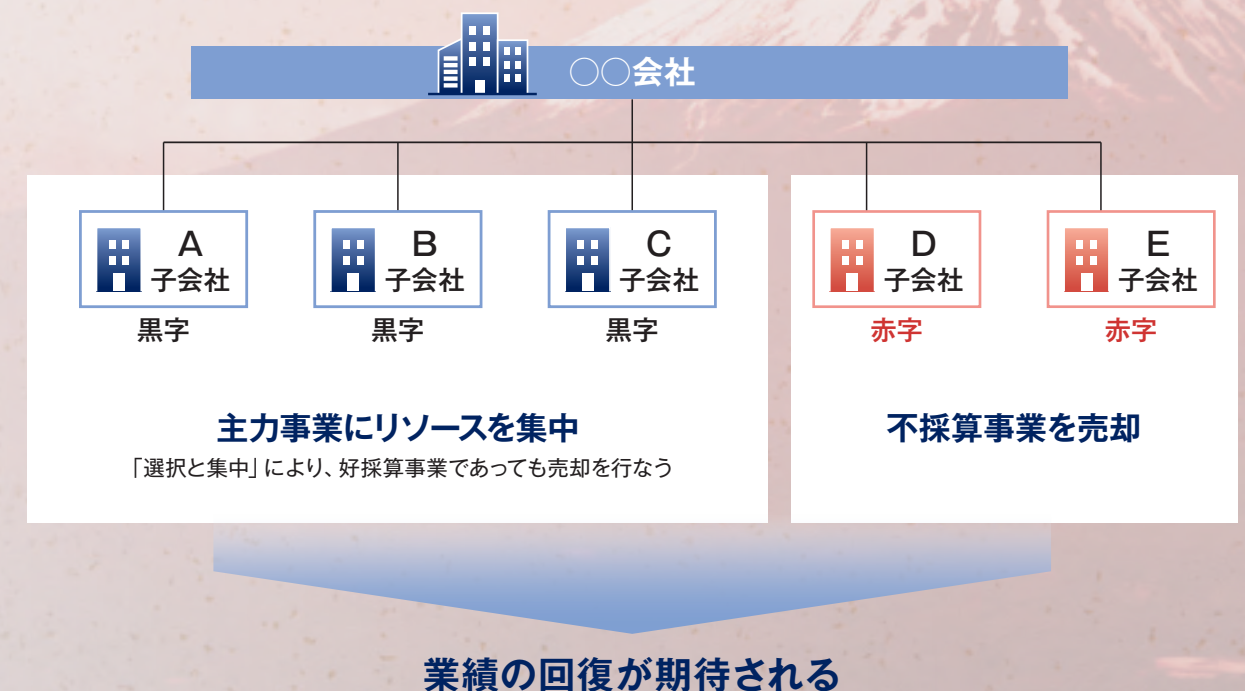 ○○会社
A
子会社
B
子会社
C
子会社
D
子会社
E
子会社
黒字
黒字
黒字
赤字
赤字
主力事業にリソースを集中
「選択と集中」により、好採算事業であっても売却を行なう
不採算事業を売却
業績の回復が期待される